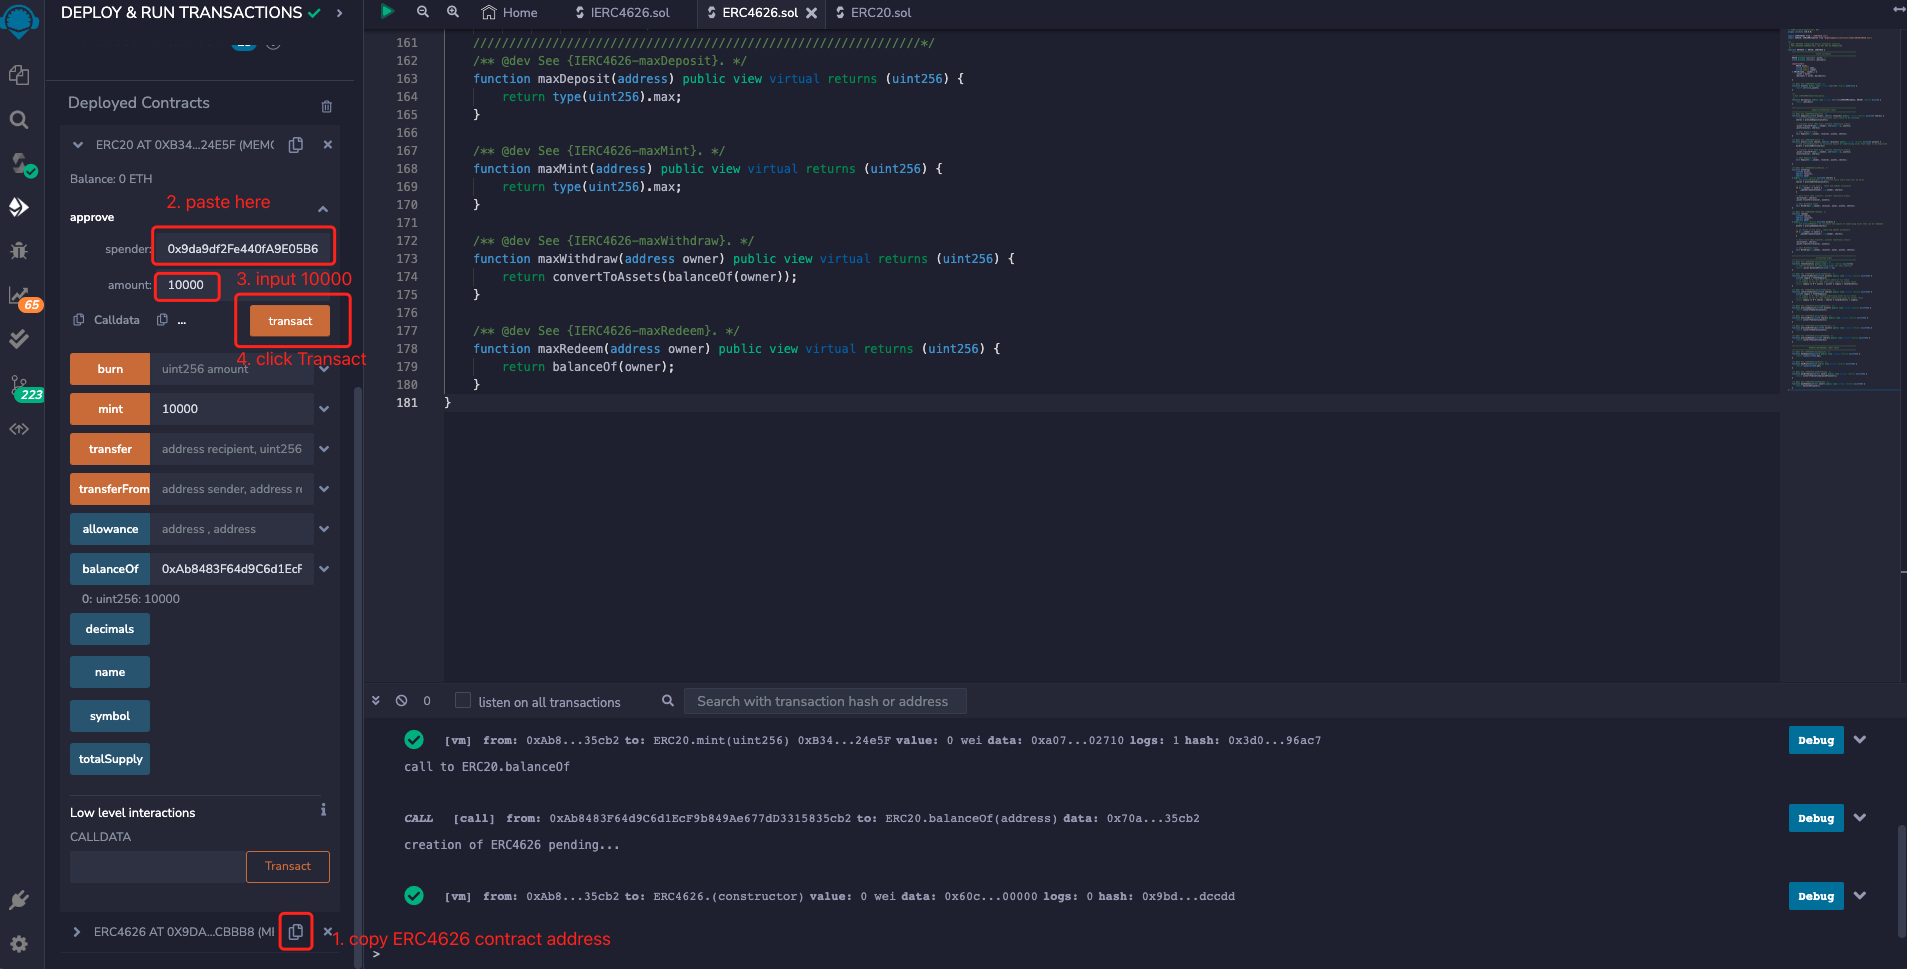 DEPLOY & RUN TRANSACTIONS
Home
IERC4626.sol
ERC4626.sol
ERC20.sol
Deployed Contracts
ERC20 AT 0XB34...24E5F (MEMO
Balance: 0 ETH
2. paste here
approve
spender:
0x9da9df2Fe440fA9E05B6
amount:
10000
3. input 10000
Calldata
...
transact
4. click Transact
burn
uint256 amount
mint
10000
transfer
address recipient, uint256
transferFrom
address sender, address re
allowance
address , address
balanceOf
0xAb8483F64d9C6d1EcF
0: uint256: 10000
decimals
name
symbol
totalSupply
Low level interactions
i
CALLDATA
Transact
ERC4626 AT 0X9DA...CBBB8 (ME
1. copy ERC4626 contract address
65
223
161 //////////////////////////////////////////////////////////////*/
162 /** @dev See {IERC4626-maxDeposit}. */
163 function maxDeposit(address) public view virtual returns (uint256) {
164 return type(uint256).max;
165 }
166
167 /** @dev See {IERC4626-maxMint}. */
168 function maxMint(address) public view virtual returns (uint256) {
169 return type(uint256).max;
170 }
171
172 /** @dev See {IERC4626-maxWithdraw}. */
173 function maxWithdraw(address owner) public view virtual returns (uint256) {
174 return convertToAssets(balanceOf(owner));
175 }
176
177 /** @dev See {IERC4626-maxRedeem}. */
178 function maxRedeem(address owner) public view virtual returns (uint256) {
179 return balanceOf(owner);
180 }
181 }
0
listen on all transactions
Search with transaction hash or address
[vm] from: 0xAb8...35cb2 to: ERC20.mint(uint256) 0xB34...24e5F value: 0 wei data: 0xa07...02710 logs: 1 hash: 0x3d0...96ac7
Debug
call to ERC20.balanceOf
CALL [call] from: 0xAb8483F64d9C6d1EcF9b849Ae677dD3315835cb2 to: ERC20.balanceOf(address) data: 0x70a...35cb2
Debug
creation of ERC4626 pending...
[vm] from: 0xAb8...35cb2 to: ERC4626.(constructor) value: 0 wei data: 0x60c...00000 logs: 0 hash: 0x9bd...dccdd
Debug
>